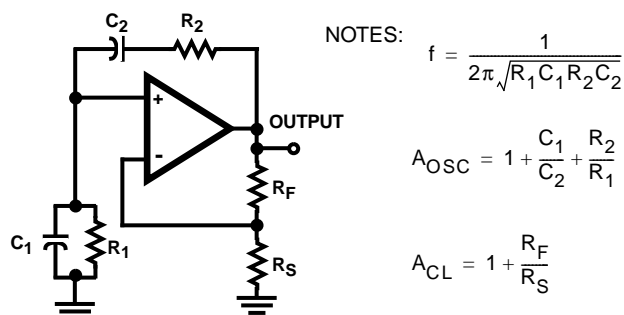 C2
R2
NOTES:
f = 1 / 2π√R1C1R2C2
+
-
OUTPUT
AOSC = 1 + C1/C2 + R2/R1
RF
C1
R1
RS
ACL = 1 + RF/RS